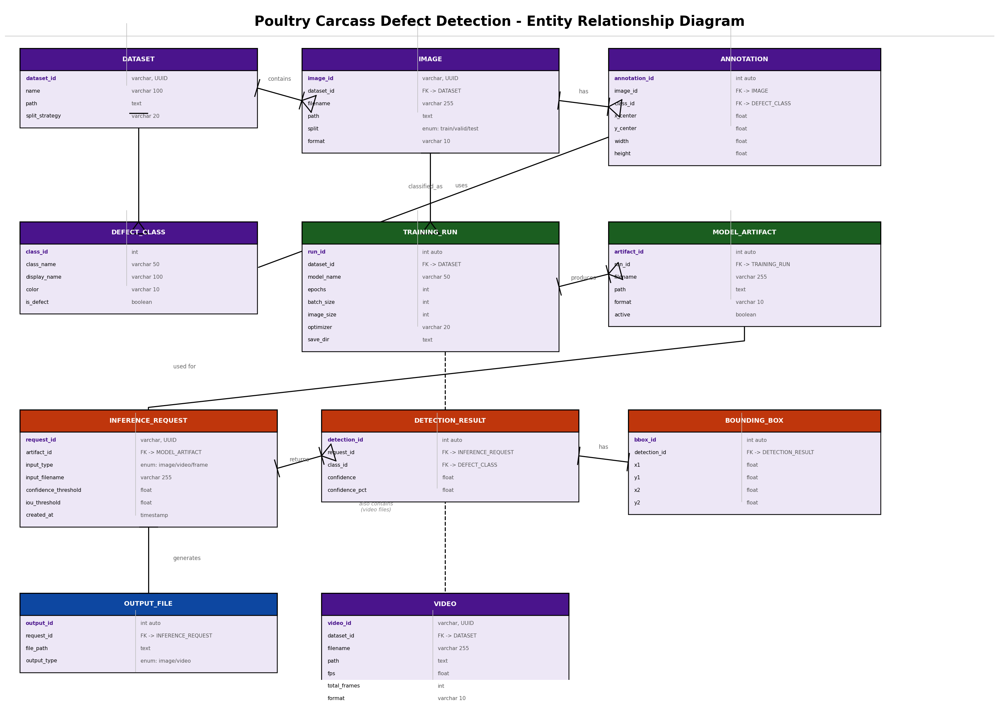 Poultry Carcass Defect Detection - Entity Relationship Diagram
DATASET
dataset_id varchar, UUID
name varchar 100
path text
split_strategy varchar 20
contains
IMAGE
image_id varchar, UUID
dataset_id FK -> DATASET
filename varchar 255
path text
split enum: train/valid/test
format varchar 10
has
ANNOTATION
annotation_id int auto
image_id FK -> IMAGE
class_id FK -> DEFECT_CLASS
x_center float
y_center float
width float
height float
classified_as
uses
DEFECT_CLASS
class_id int
class_name varchar 50
display_name varchar 100
color varchar 10
is_defect boolean
TRAINING_RUN
run_id int auto
dataset_id FK -> DATASET
model_name varchar 50
epochs int
batch_size int
image_size int
optimizer varchar 20
save_dir text
produces
MODEL_ARTIFACT
artifact_id int auto
run_id FK -> TRAINING_RUN
filename varchar 255
path text
format varchar 10
active boolean
used for
INFERENCE_REQUEST
request_id varchar, UUID
artifact_id FK -> MODEL_ARTIFACT
input_type enum: image/video/frame
input_filename varchar 255
confidence_threshold float
iou_threshold float
created_at timestamp
returns
DETECTION_RESULT
detection_id int auto
request_id FK -> INFERENCE_REQUEST
class_id FK -> DEFECT_CLASS
confidence float
confidence_pct float
has
BOUNDING_BOX
bbox_id int auto
detection_id FK -> DETECTION_RESULT
x1 float
y1 float
x2 float
y2 float
also contains
(video files)
generates
OUTPUT_FILE
output_id int auto
request_id FK -> INFERENCE_REQUEST
file_path text
output_type enum: image/video
VIDEO
video_id varchar, UUID
dataset_id FK -> DATASET
filename varchar 255
path text
fps float
total_frames int
format varchar 10